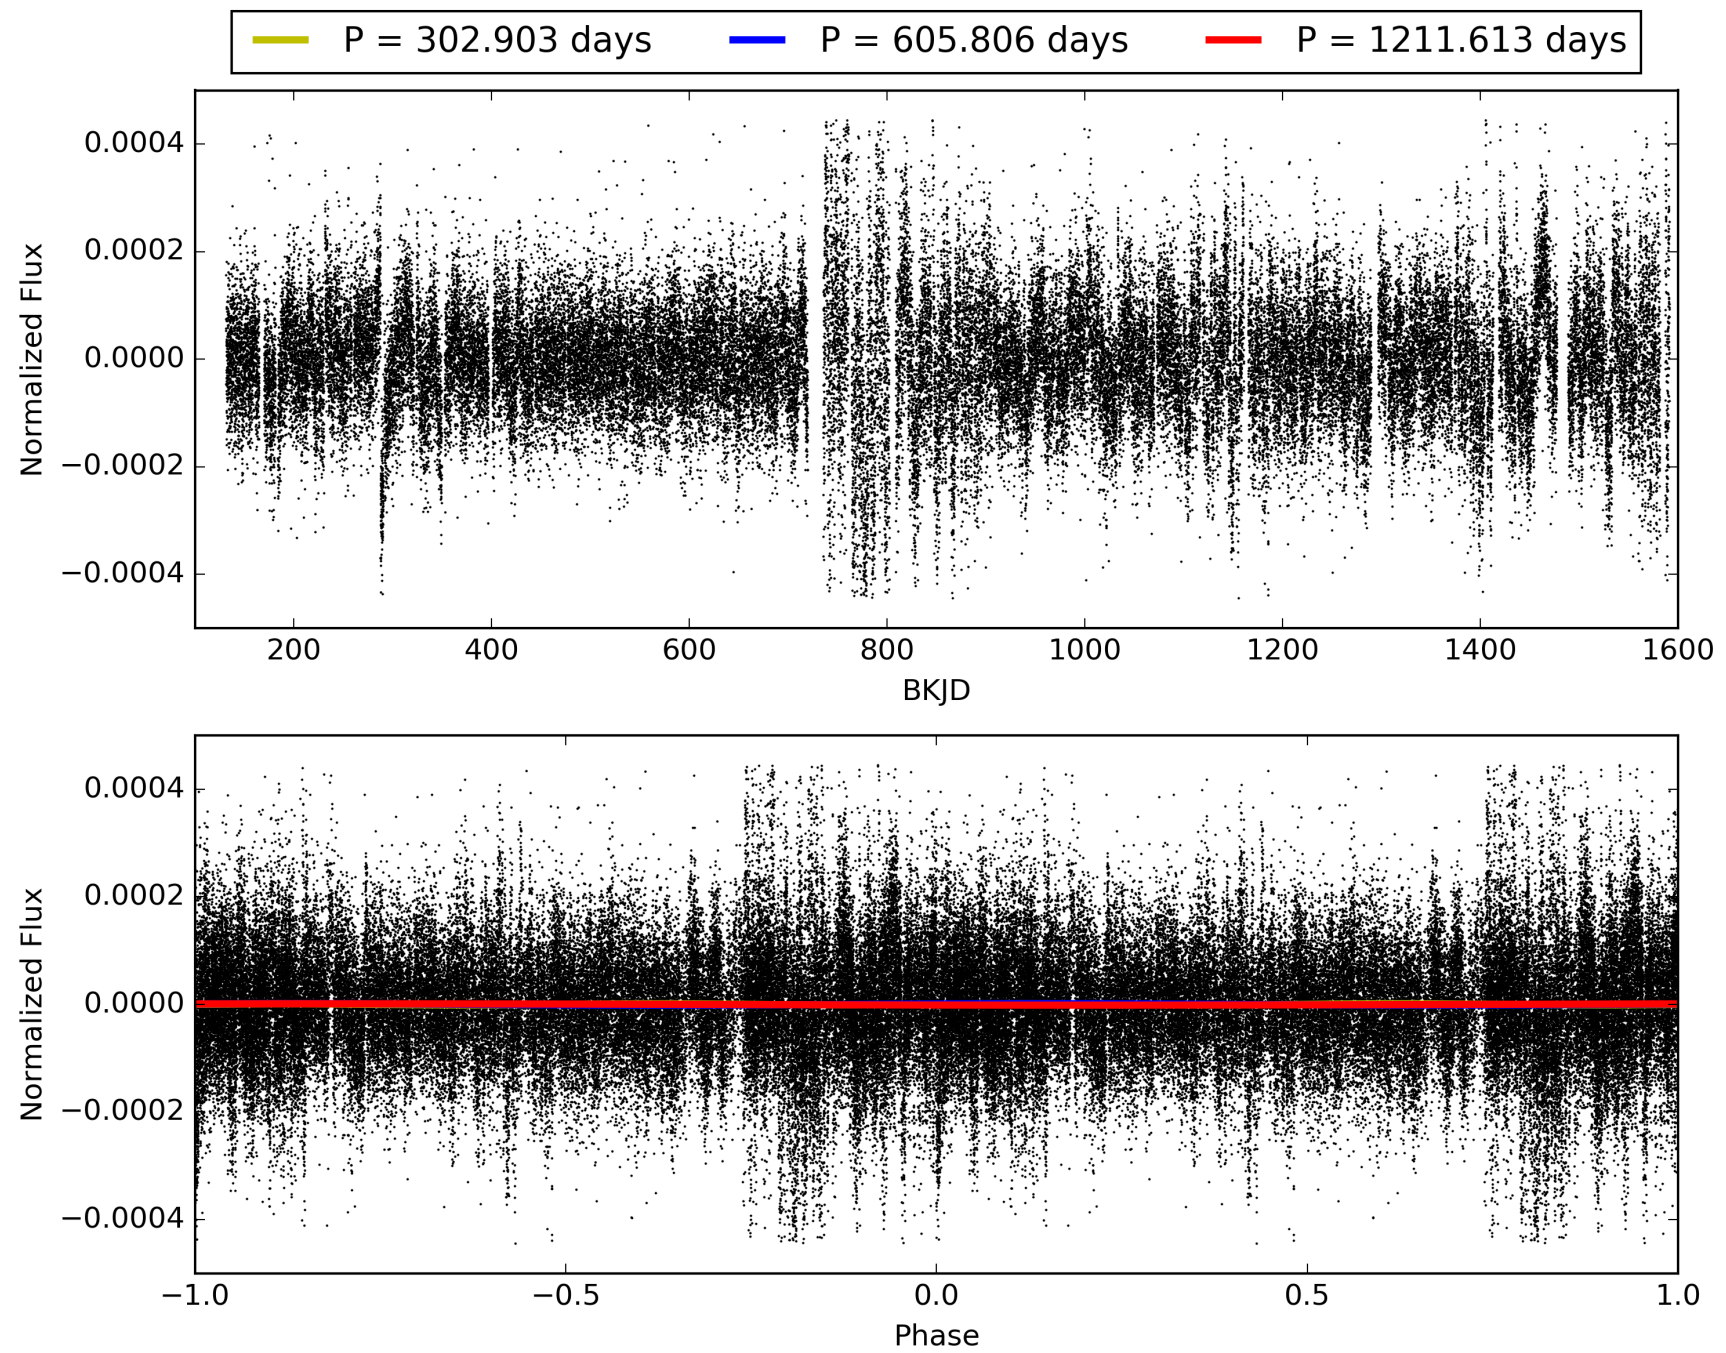 P = 302.903 days P = 605.806 days P = 1211.613 days
0.0004
0.0002
0.0000
−0.0002
−0.0004
Normalized Flux
200 400 600 800 1000 1200 1400 1600
BKJD
0.0004
0.0002
0.0000
−0.0002
−0.0004
Normalized Flux
−1.0 −0.5 0.0 0.5 1.0
Phase